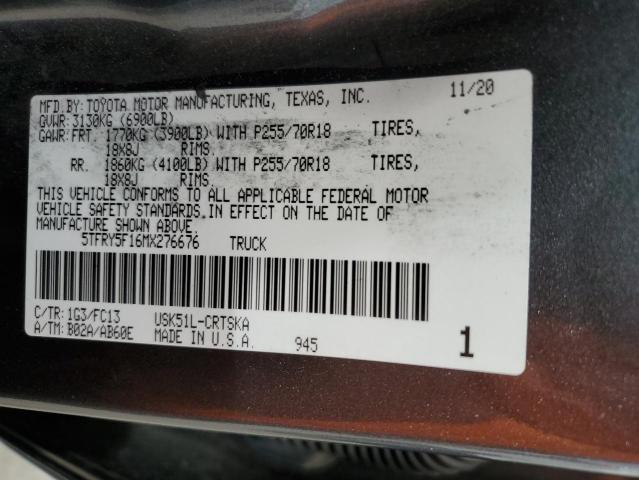 MFD. BY: TOYOTA MOTOR MANUFACTURING, TEXAS, INC. 11/20
GVWR: 3130KG (6900LB)
GAWR: FRT. 1770KG (3900LB) WITH P255/70R18 TIRES,
18X8J RIMS
RR. 1860KG (4100LB) WITH P255/70R18 TIRES,
18X8J RIMS
THIS VEHICLE CONFORMS TO ALL APPLICABLE FEDERAL MOTOR
VEHICLE SAFETY STANDARDS IN EFFECT ON THE DATE OF
MANUFACTURE SHOWN ABOVE.
5TFRY5F16MX276676 TRUCK
C/TR: 1G3/FC13 USK51L-CRTSKA
A/TM: B02A/AB60E MADE IN U.S.A. 945 1